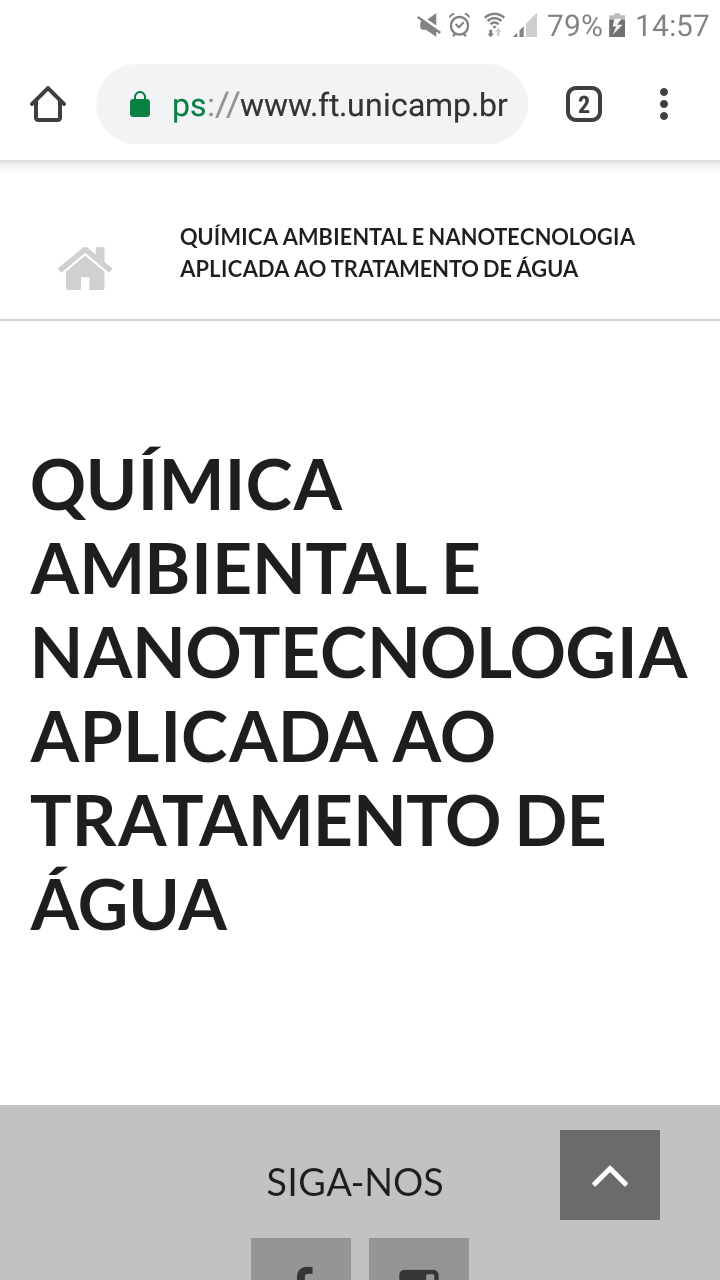 79% 14:57
ps://www.ft.unicamp.br
2
QUÍMICA AMBIENTAL E NANOTECNOLOGIA
APLICADA AO TRATAMENTO DE ÁGUA
QUÍMICA
AMBIENTAL E
NANOTECNOLOGIA
APLICADA AO
TRATAMENTO DE
ÁGUA
SIGA-NOS